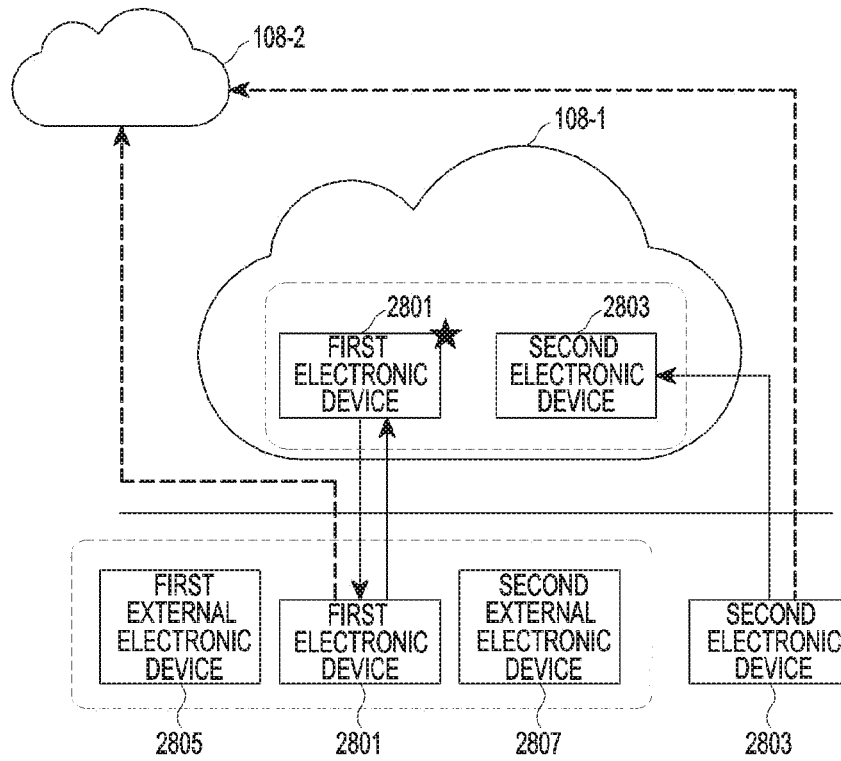 108-2
108-1
2801
2803
FIRST
ELECTRONIC
DEVICE
SECOND
ELECTRONIC
DEVICE
FIRST
EXTERNAL
ELECTRONIC
DEVICE
FIRST
ELECTRONIC
DEVICE
SECOND
EXTERNAL
ELECTRONIC
DEVICE
SECOND
ELECTRONIC
DEVICE
2805
2801
2807
2803